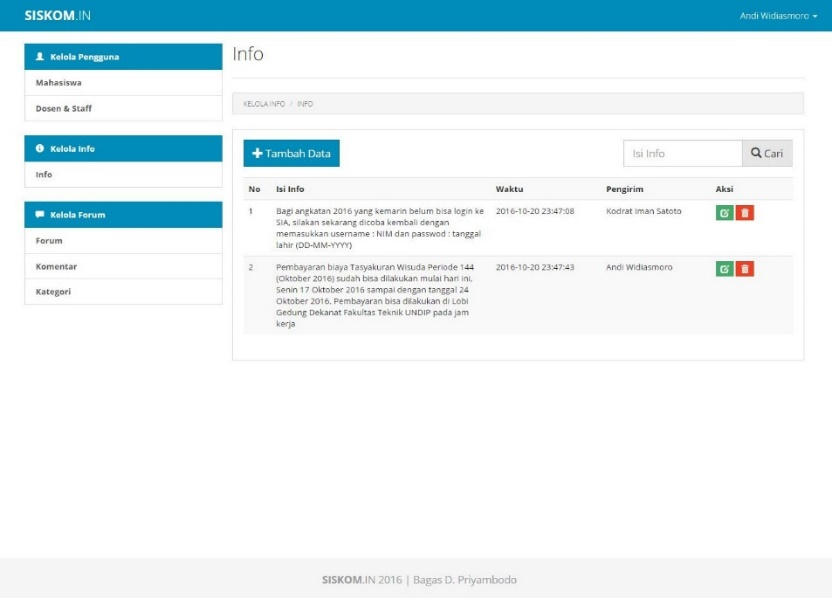 SISKOM.IN
Andi Widiasmoro
Kelola Pengguna
Mahasiswa
Dosen & Staff
Kelola Info
Info
Kelola Forum
Forum
Komentar
Kategori
Info
KELOLA INFO / INFO
Tambah Data
Isi Info
Cari
No Isi Info Waktu Pengirim Aksi
1 Bagi angkatan 2016 yang kemarin belum bisa login ke 2016-10-20 23:47:08 Kodrat Iman Satoto
SIA, silakan sekarang dicoba kembali dengan
memasukkan username : NIM dan passwod : tanggal
lahir (DD-MM-YYYY)
2 Pembayaran biaya Tasyakuran Wisuda Periode 144 2016-10-20 23:47:43 Andi Widiasmoro
(Oktober 2016) sudah bisa dilakukan mulai hari ini,
Senin 17 Oktober 2016 sampai dengan tanggal 24
Oktober 2016. Pembayaran bisa dilakukan di Lobi
Gedung Dekanat Fakultas Teknik UNDIP pada jam
kerja
SISKOM.IN 2016 | Bagas D. Priyambodo